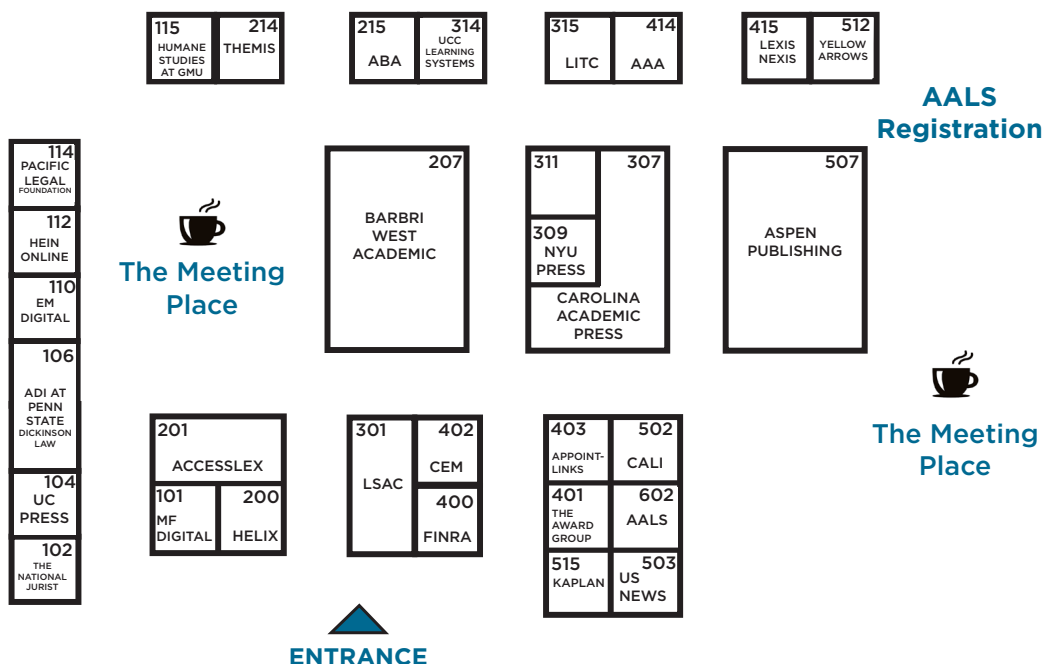 115
HUMANE
STUDIES
AT GMU
214
THEMIS
215
ABA
314
UCC
LEARNING
SYSTEMS
315
LITC
414
AAA
415
LEXIS
NEXIS
512
YELLOW
ARROWS
AALS
Registration
114
PACIFIC
LEGAL
FOUNDATION
112
HEIN
ONLINE
110
EM
DIGITAL
106
ADI AT
PENN
STATE
DICKINSON
LAW
104
UC
PRESS
102
THE
NATIONAL
JURIST
The Meeting
Place
207
BARBRI
WEST
ACADEMIC
311
309
NYU
PRESS
307
CAROLINA
ACADEMIC
PRESS
507
ASPEN
PUBLISHING
The Meeting
Place
201
ACCESSLEX
101
MF
DIGITAL
200
HELIX
301
LSAC
402
CEM
400
FINRA
403
APPOINT-
LINKS
502
CALI
401
THE
AWARD
GROUP
602
AALS
515
KAPLAN
503
US
NEWS
ENTRANCE